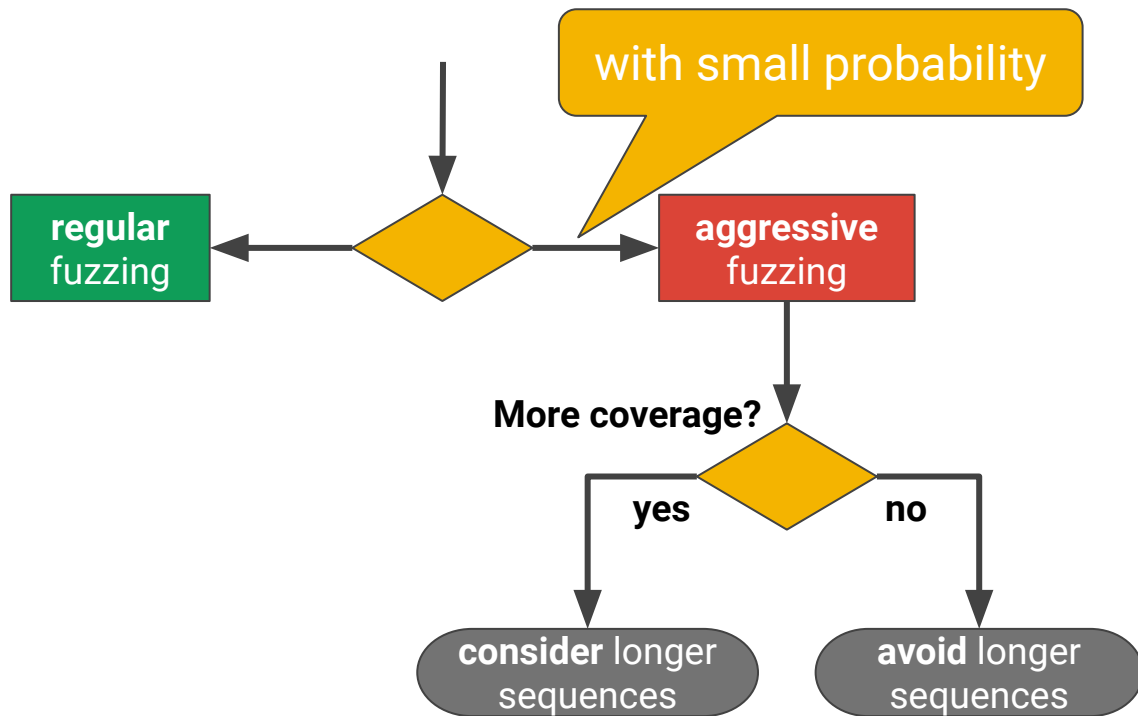 with small probability
regular
fuzzing
aggressive
fuzzing
More coverage?
yes
no
consider longer
sequences
avoid longer
sequences